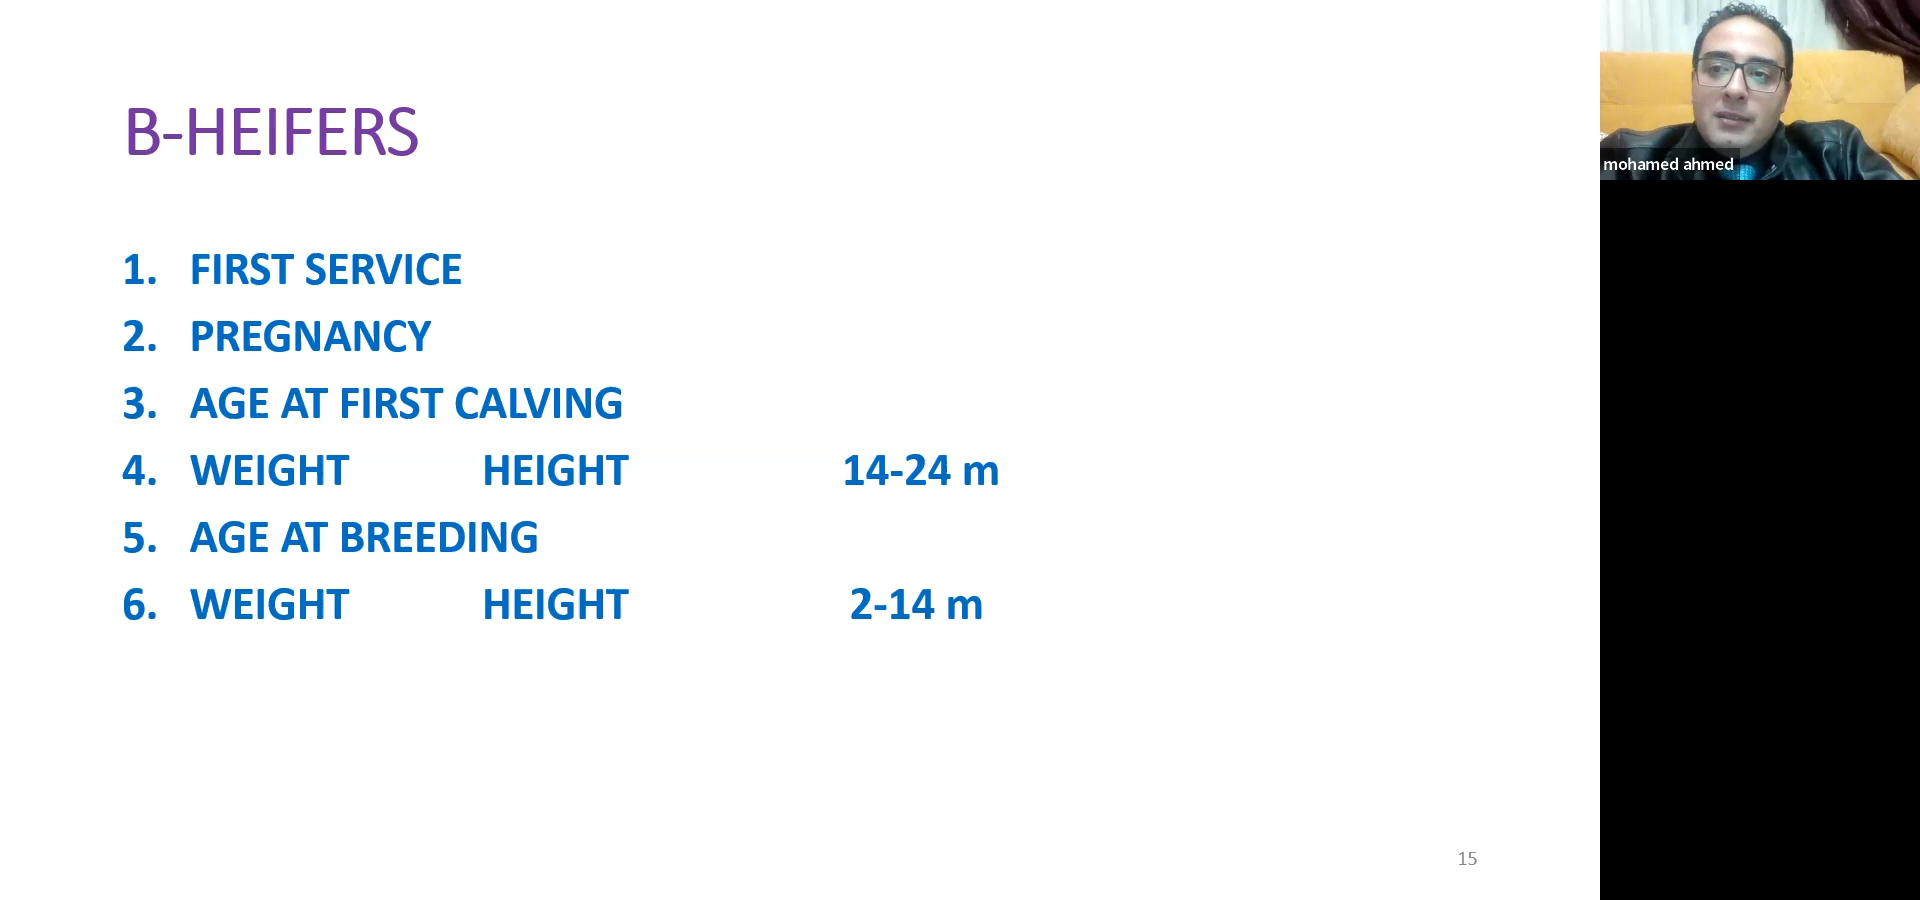 B-HEIFERS
1. FIRST SERVICE
2. PREGNANCY
3. AGE AT FIRST CALVING
4. WEIGHT HEIGHT 14-24 m
5. AGE AT BREEDING
6. WEIGHT HEIGHT 2-14 m
15
mohamed ahmed